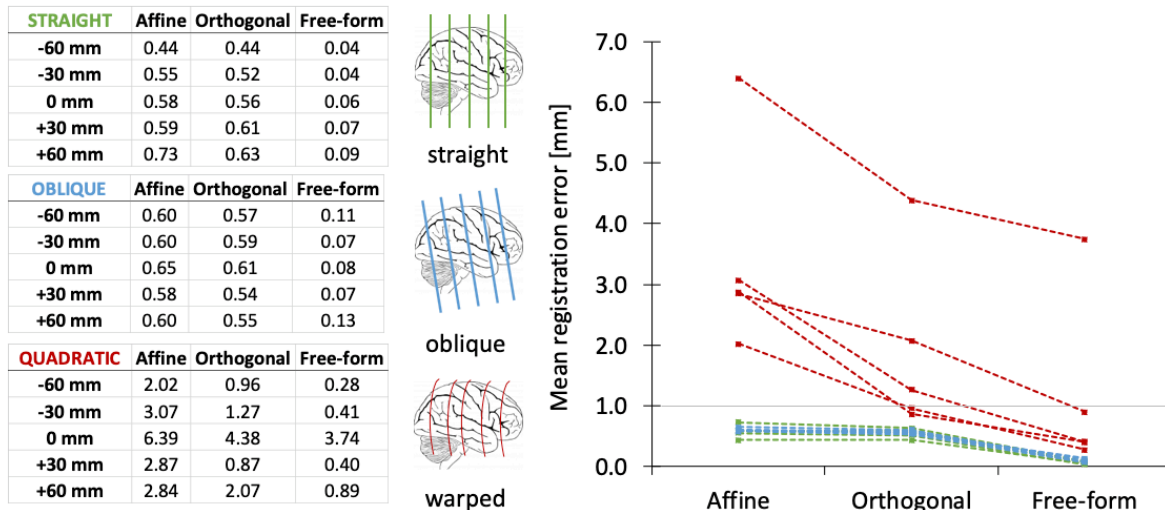 STRAIGHT Affine Orthogonal Free-form
-60 mm 0.44 0.44 0.04
-30 mm 0.55 0.52 0.04
0 mm 0.58 0.56 0.06
+30 mm 0.59 0.61 0.07
+60 mm 0.73 0.63 0.09
OBLIQUE Affine Orthogonal Free-form
-60 mm 0.60 0.57 0.11
-30 mm 0.60 0.59 0.07
0 mm 0.65 0.61 0.08
+30 mm 0.58 0.54 0.07
+60 mm 0.60 0.55 0.13
QUADRATIC Affine Orthogonal Free-form
-60 mm 2.02 0.96 0.28
-30 mm 3.07 1.27 0.41
0 mm 6.39 4.38 3.74
+30 mm 2.87 0.87 0.40
+60 mm 2.84 2.07 0.89
straight
oblique
warped
Mean registration error [mm]
7.0
6.0
5.0
4.0
3.0
2.0
1.0
0.0
Affine Orthogonal Free-form